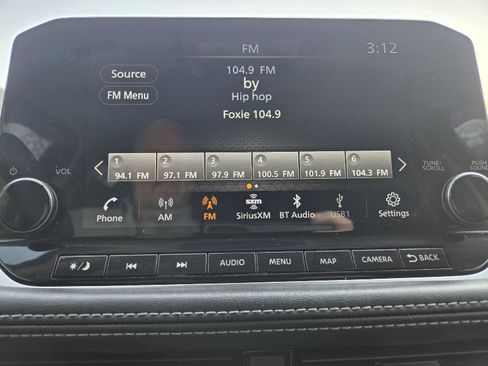 FM
3:12
Source
104.9 FM
by
FM Menu
Hip hop
Foxie 104.9
VOL
TUNE·SCROLL
PUSH SOUND
1 2 3 4 5 6
94.1 FM 97.1 FM 97.9 FM 100.5 FM 101.9 FM 104.3 FM
sxm
Phone AM FM SiriusXM BT Audio USB1 Settings
AUDIO MENU MAP CAMERA BACK